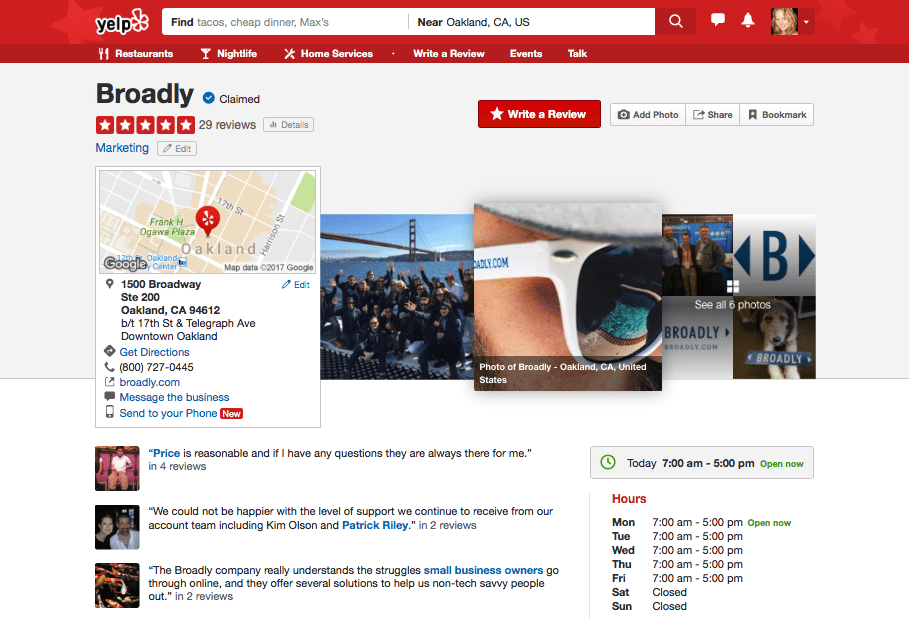 yelp
Find tacos, cheap dinner, Max's
Near Oakland, CA, US
Restaurants
Nightlife
Home Services
Write a Review
Events
Talk
Broadly
Claimed
29 reviews
Details
Write a Review
Add Photo
Share
Bookmark
Marketing
Edit
17th St
Frank H
Ogawa Plaza
Harrison St
Oakland
12th St. Oakland
City Center
Google
Map data ©2017 Google
1500 Broadway
Edit
Ste 200
Oakland, CA 94612
b/t 17th St & Telegraph Ave
Downtown Oakland
Get Directions
(800) 727-0445
broadly.com
Message the business
Send to your Phone New
ADLY.COM
Photo of Broadly - Oakland, CA, United
States
B
See all 6 photos
BROADLY
BROADLY.COM
BROADLY
"Price is reasonable and if I have any questions they are always there for me."
in 4 reviews
"We could not be happier with the level of support we continue to receive from our
account team including Kim Olson and Patrick Riley." in 2 reviews
"The Broadly company really understands the struggles small business owners go
through online, and they offer several solutions to help us non-tech savvy people
out." in 2 reviews
Today 7:00 am - 5:00 pm Open now
Hours
Mon 7:00 am - 5:00 pm Open now
Tue 7:00 am - 5:00 pm
Wed 7:00 am - 5:00 pm
Thu 7:00 am - 5:00 pm
Fri 7:00 am - 5:00 pm
Sat Closed
Sun Closed